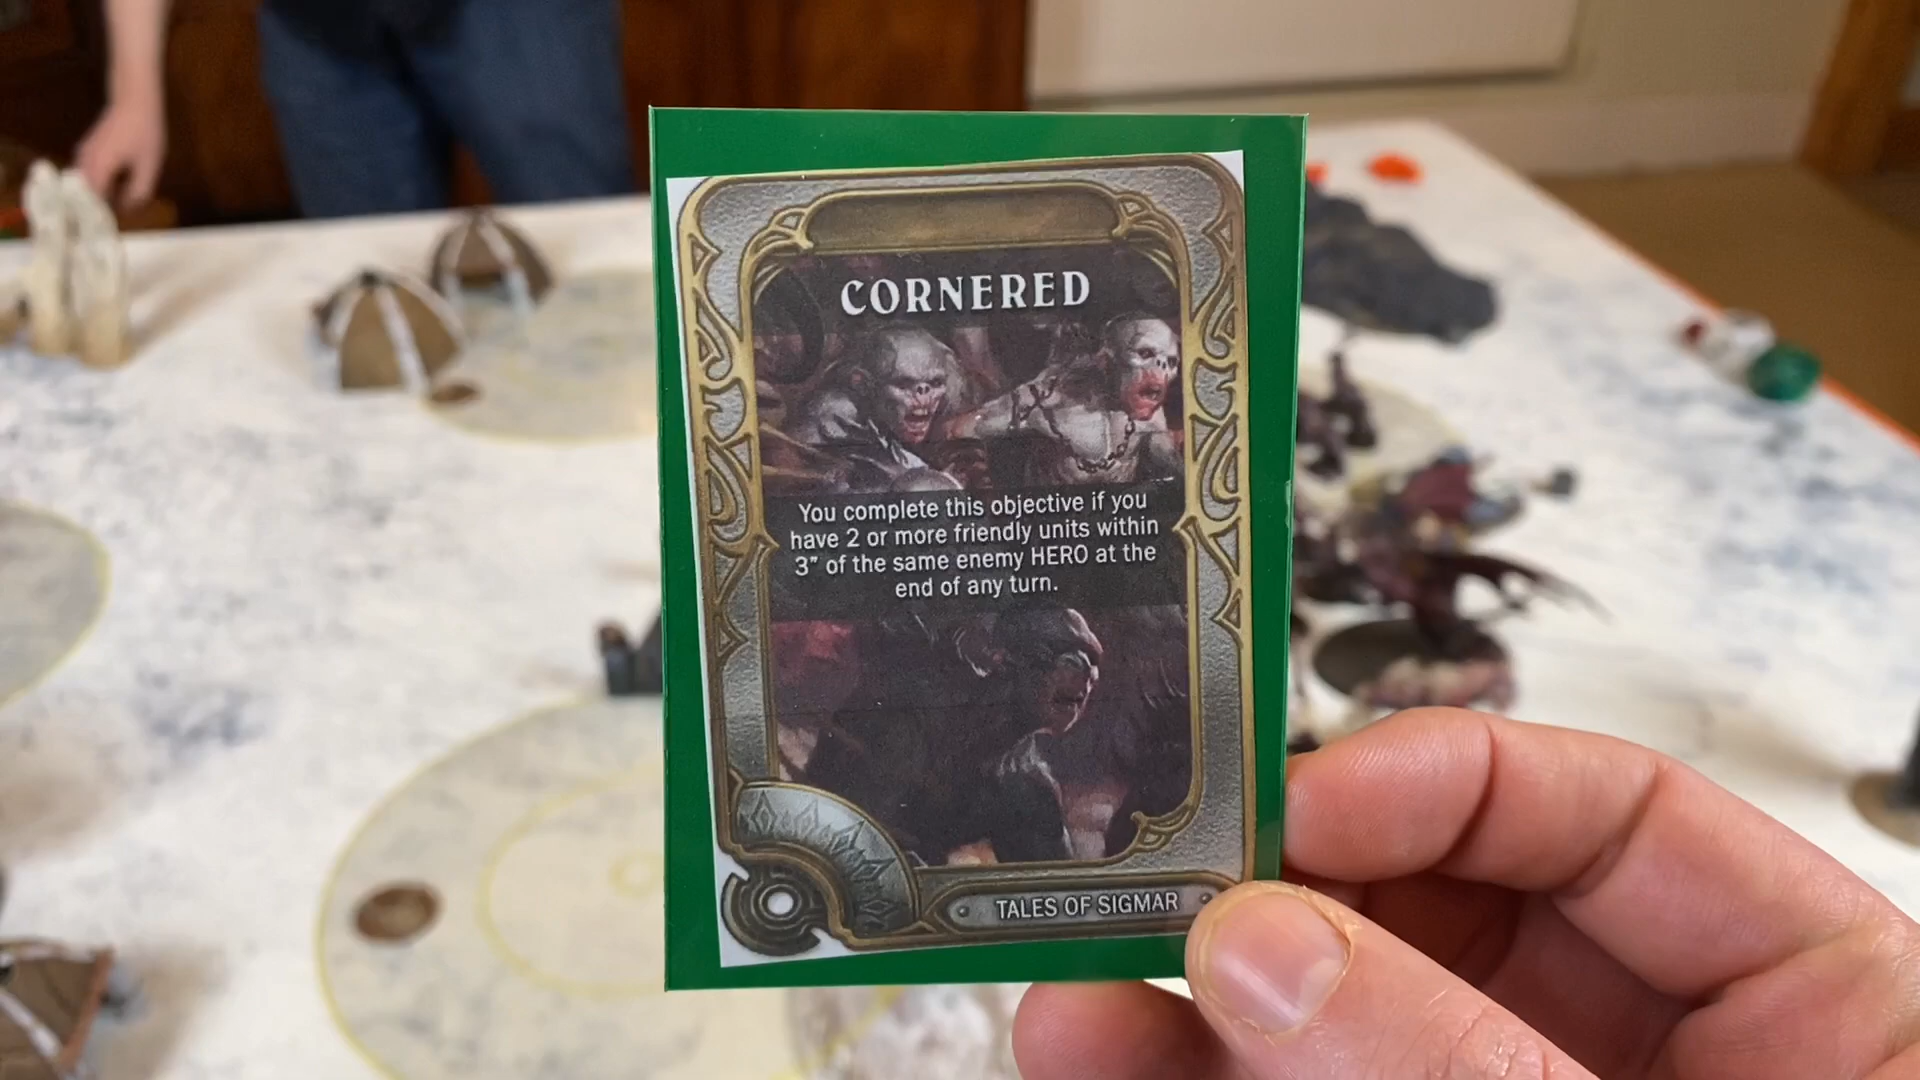 CORNERED
You complete this objective if you
have 2 or more friendly units within
3" of the same enemy HERO at the
end of any turn.
TALES OF SIGMAR